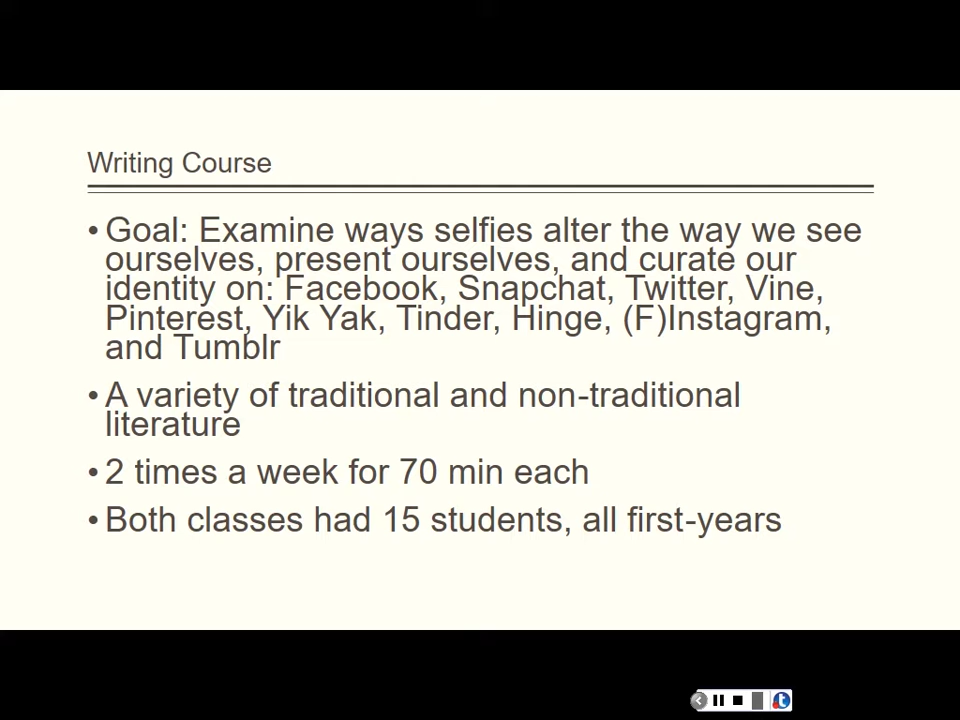 Writing Course
• Goal: Examine ways selfies alter the way we see
ourselves, present ourselves, and curate our
identity on: Facebook, Snapchat, Twitter, Vine,
Pinterest, Yik Yak, Tinder, Hinge, (F)Instagram,
and Tumblr
• A variety of traditional and non-traditional
literature
• 2 times a week for 70 min each
• Both classes had 15 students, all first-years
t